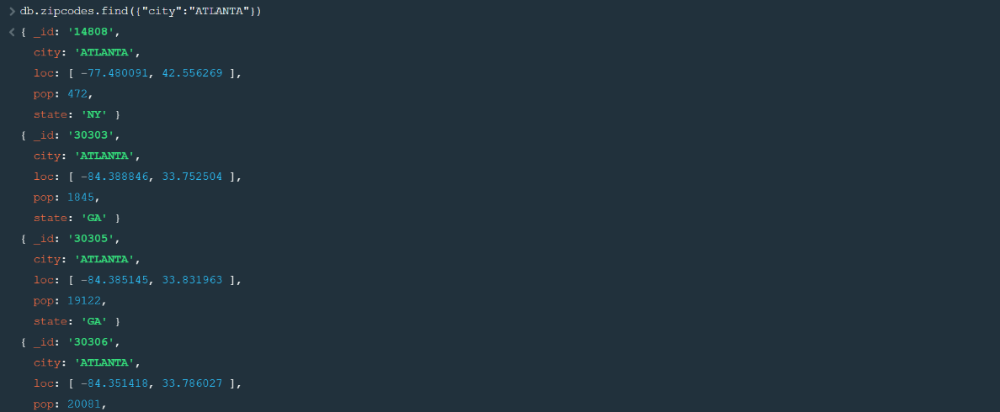 > db.zipcodes.find({"city":"ATLANTA"})
< { _id: '14808',
city: 'ATLANTA',
loc: [ -77.480091, 42.556269 ],
pop: 472,
state: 'NY' }
{ _id: '30303',
city: 'ATLANTA',
loc: [ -84.388846, 33.752504 ],
pop: 1845,
state: 'GA' }
{ _id: '30305',
city: 'ATLANTA',
loc: [ -84.385145, 33.831963 ],
pop: 19122,
state: 'GA' }
{ _id: '30306',
city: 'ATLANTA',
loc: [ -84.351418, 33.786027 ],
pop: 20081,